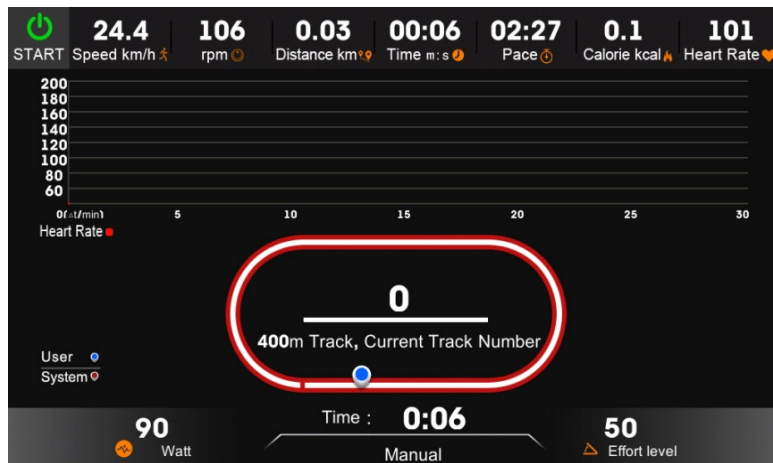 START
24.4
Speed km/h
106
rpm
0.03
Distance km
00:06
Time m:s
02:27
Pace
0.1
Calorie kcal
101
Heart Rate
200
180
160
140
120
100
80
60
0(△t/min) 5 10 15 20 25 30
Heart Rate
0
400m Track, Current Track Number
User
System
90
Watt
Time : 0:06
Manual
50
Effort level